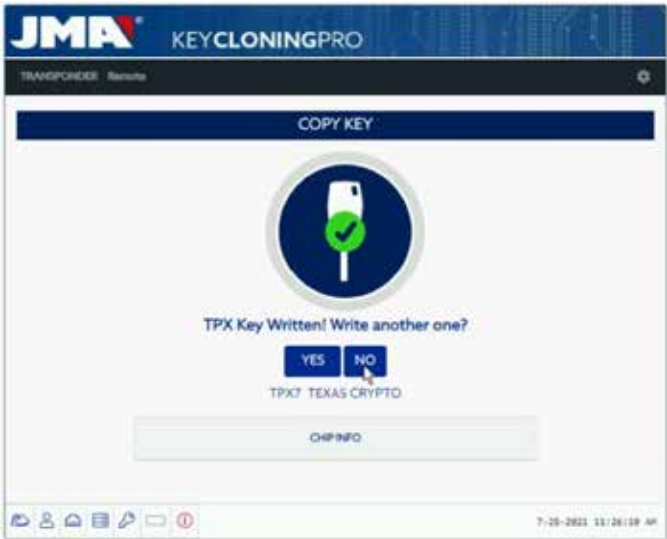 JMA KEYCLONINGPRO
TRANSPONDER Remote
COPY KEY
TPX Key Written! Write another one?
YES NO
TPX7 TEXAS CRYPTO
CHIP INFO
7-25-2021 11:26:10 AM